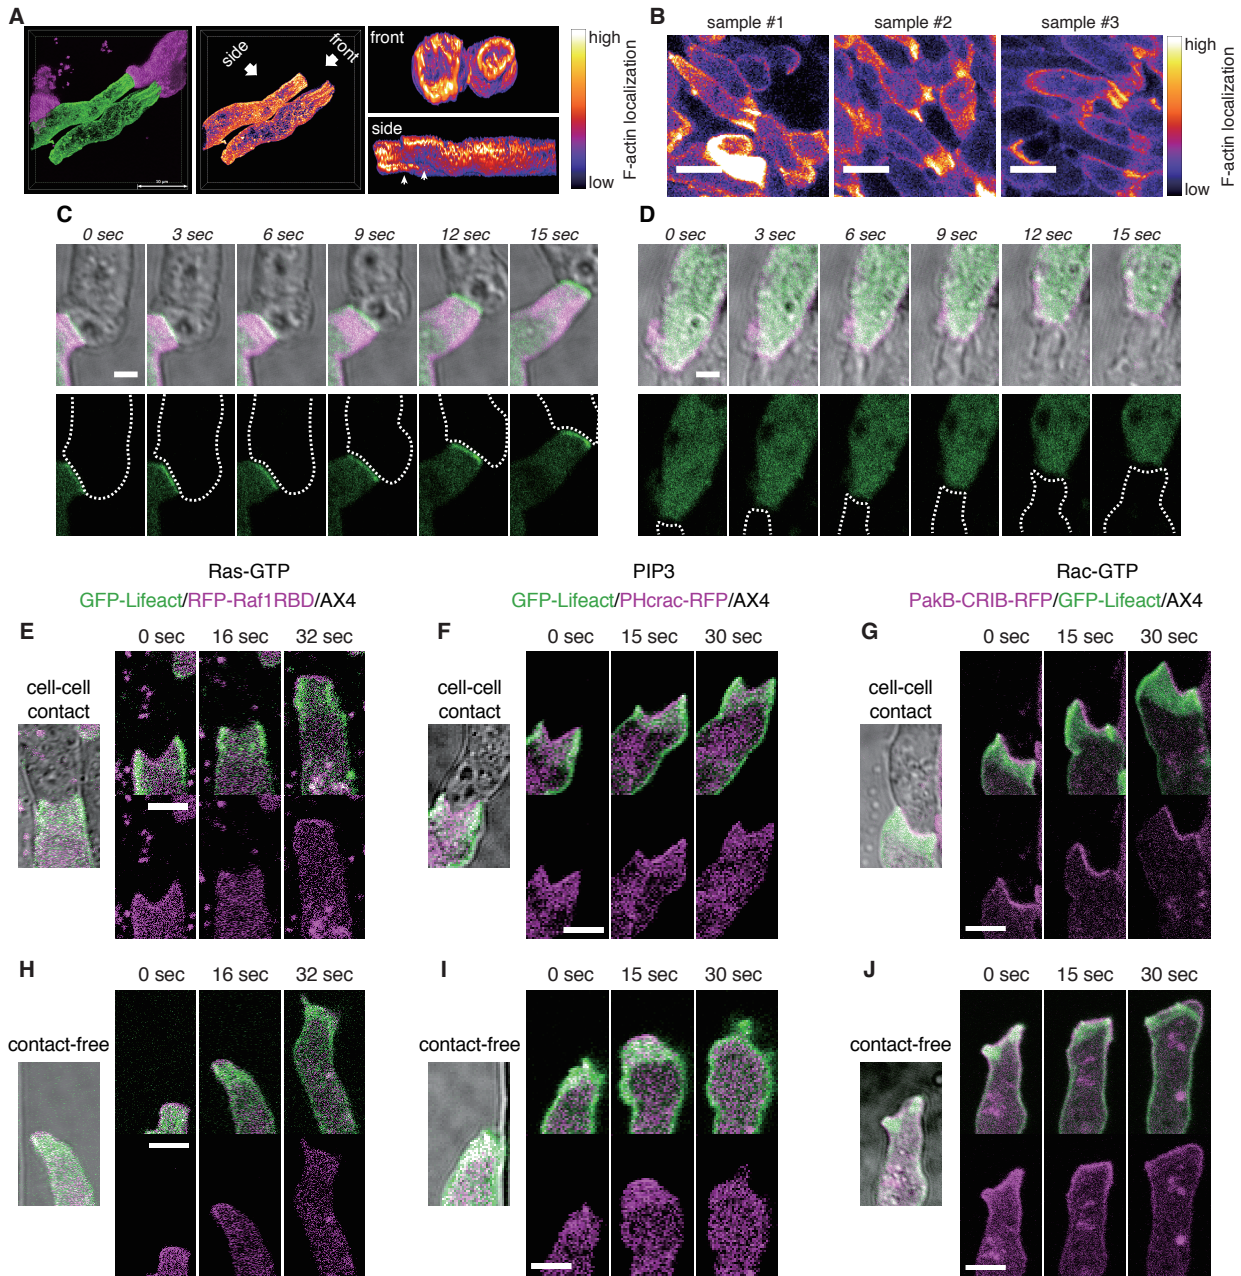 A
side
front
front
side
high
low
F-actin localization
30 µm
B
sample #1
sample #2
sample #3
high
low
F-actin localization
C
0 sec
3 sec
6 sec
9 sec
12 sec
15 sec
D
0 sec
3 sec
6 sec
9 sec
12 sec
15 sec
Ras-GTP
GFP-Lifeact/RFP-Raf1RBD/AX4
PIP3
GFP-Lifeact/PHcrac-RFP/AX4
Rac-GTP
PakB-CRIB-RFP/GFP-Lifeact/AX4
E
0 sec
16 sec
32 sec
cell-cell
contact
F
0 sec
15 sec
30 sec
cell-cell
contact
G
0 sec
15 sec
30 sec
cell-cell
contact
H
0 sec
16 sec
32 sec
contact-free
I
0 sec
15 sec
30 sec
contact-free
J
0 sec
15 sec
30 sec
contact-free